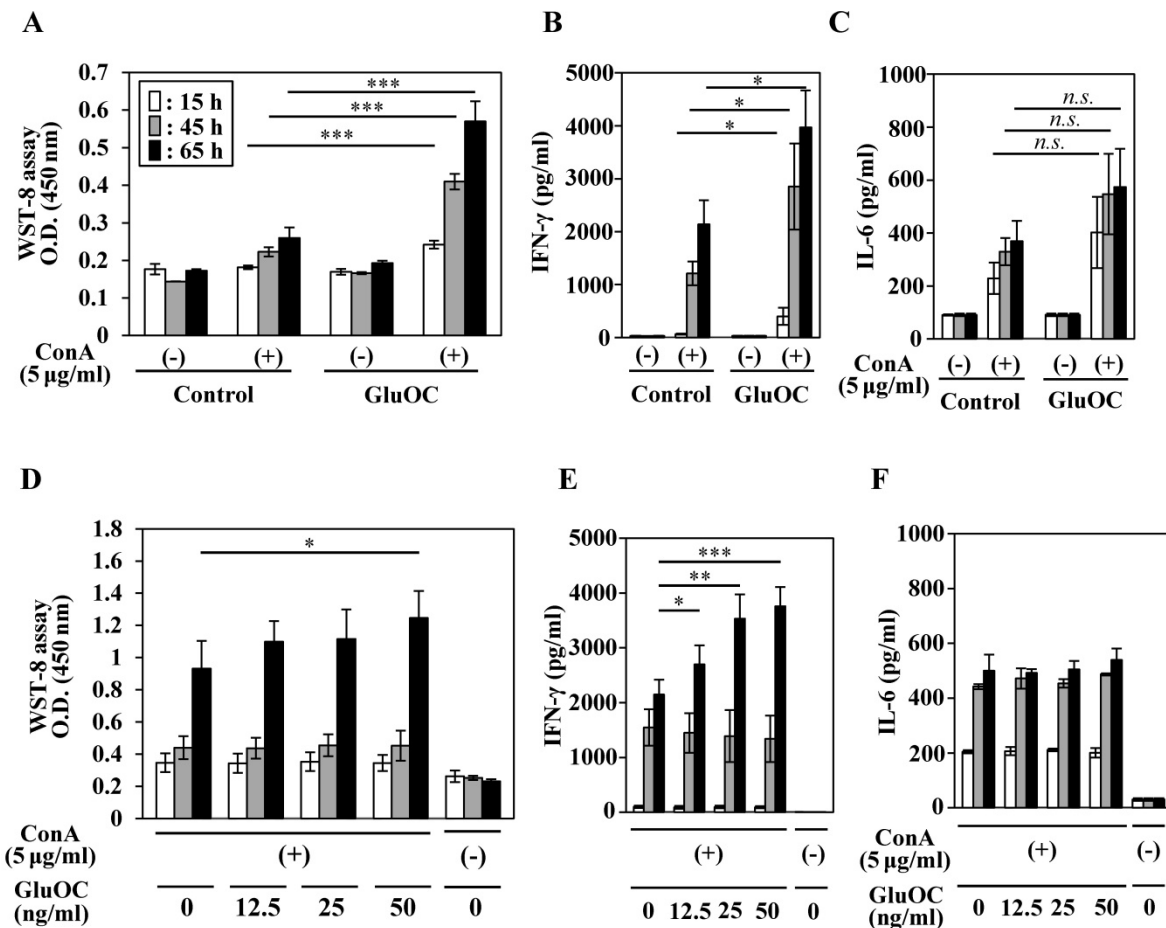 A
B
C
WST-8 assay
O.D. (450 nm)
0.7
0.6
0.5
0.4
0.3
0.2
0.1
0
: 15 h
: 45 h
: 65 h
***
***
***
ConA
(5 µg/ml)
(-) (+) (-) (+)
Control GluOC
IFN-γ (pg/ml)
5000
4000
3000
2000
1000
0
*
*
*
(-) (+) (-) (+)
Control GluOC
IL-6 (pg/ml)
1000
800
600
400
200
0
n.s.
n.s.
n.s.
ConA
(5 µg/ml)
(-) (+) (-) (+)
Control GluOC
D
E
F
WST-8 assay
O.D. (450 nm)
1.8
1.6
1.4
1.2
1
0.8
0.6
0.4
0.2
0
*
ConA
(5 µg/ml)
(+) (-)
GluOC
(ng/ml)
0 12.5 25 50 0
IFN-γ (pg/ml)
5000
4000
3000
2000
1000
0
***
**
*
(+) (-)
0 12.5 25 50 0
IL-6 (pg/ml)
1000
800
600
400
200
0
ConA
(5 µg/ml)
(+) (-)
GluOC
(ng/ml)
0 12.5 25 50 0